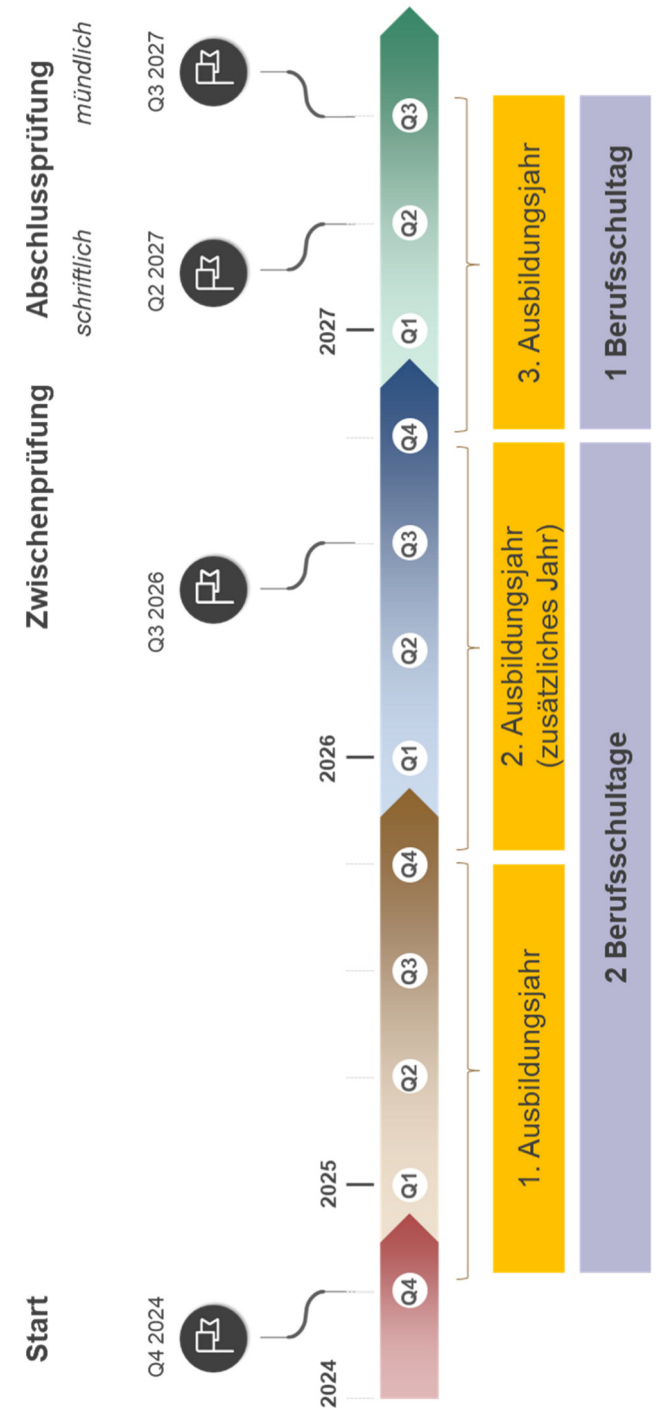 Start
Zwischenprüfung
Abschlussprüfung
schriftlich
mündlich
Q4 2024
Q3 2026
Q2 2027
Q3 2027
2024
2025
2026
2027
Q4
Q1
Q2
Q3
Q4
Q1
Q2
Q3
Q4
Q1
Q2
Q3
1. Ausbildungsjahr
2. Ausbildungsjahr
(zusätzliches Jahr)
3. Ausbildungsjahr
2 Berufsschultage
1 Berufsschultag